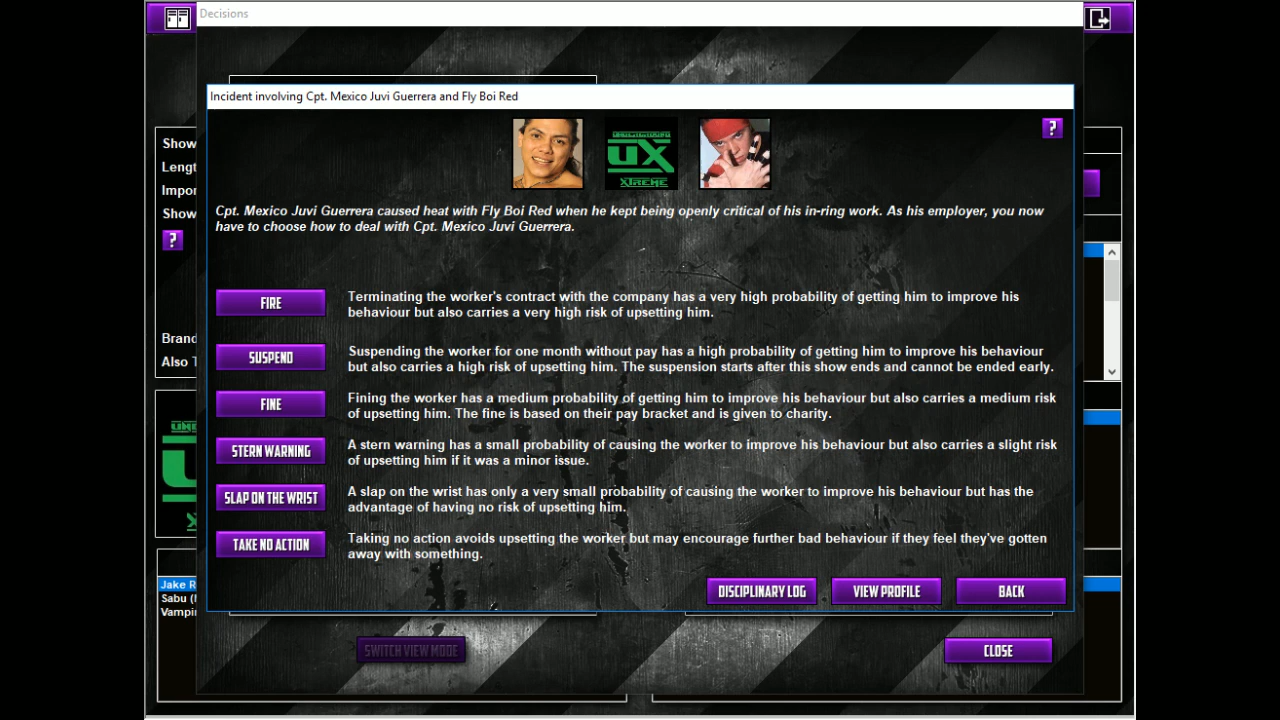 Decisions
Incident involving Cpt. Mexico Juvi Guerrera and Fly Boi Red
UX
XTREME
?
Cpt. Mexico Juvi Guerrera caused heat with Fly Boi Red when he kept being openly critical of his in-ring work. As his employer, you now
have to choose how to deal with Cpt. Mexico Juvi Guerrera.
Show
Lengt
Impor
Show
?
Brand
Also T
FIRE
Terminating the worker's contract with the company has a very high probability of getting him to improve his
behaviour but also carries a very high risk of upsetting him.
SUSPEND
Suspending the worker for one month without pay has a high probability of getting him to improve his behaviour
but also carries a high risk of upsetting him. The suspension starts after this show ends and cannot be ended early.
FINE
Fining the worker has a medium probability of getting him to improve his behaviour but also carries a medium risk
of upsetting him. The fine is based on their pay bracket and is given to charity.
STERN WARNING
A stern warning has a small probability of causing the worker to improve his behaviour but also carries a slight risk
of upsetting him if it was a minor issue.
SLAP ON THE WRIST
A slap on the wrist has only a very small probability of causing the worker to improve his behaviour but has the
advantage of having no risk of upsetting him.
TAKE NO ACTION
Taking no action avoids upsetting the worker but may encourage further bad behaviour if they feel they've gotten
away with something.
DISCIPLINARY LOG
VIEW PROFILE
BACK
Jake R
Sabu (
Vampi
SWITCH VIEW MODE
CLOSE